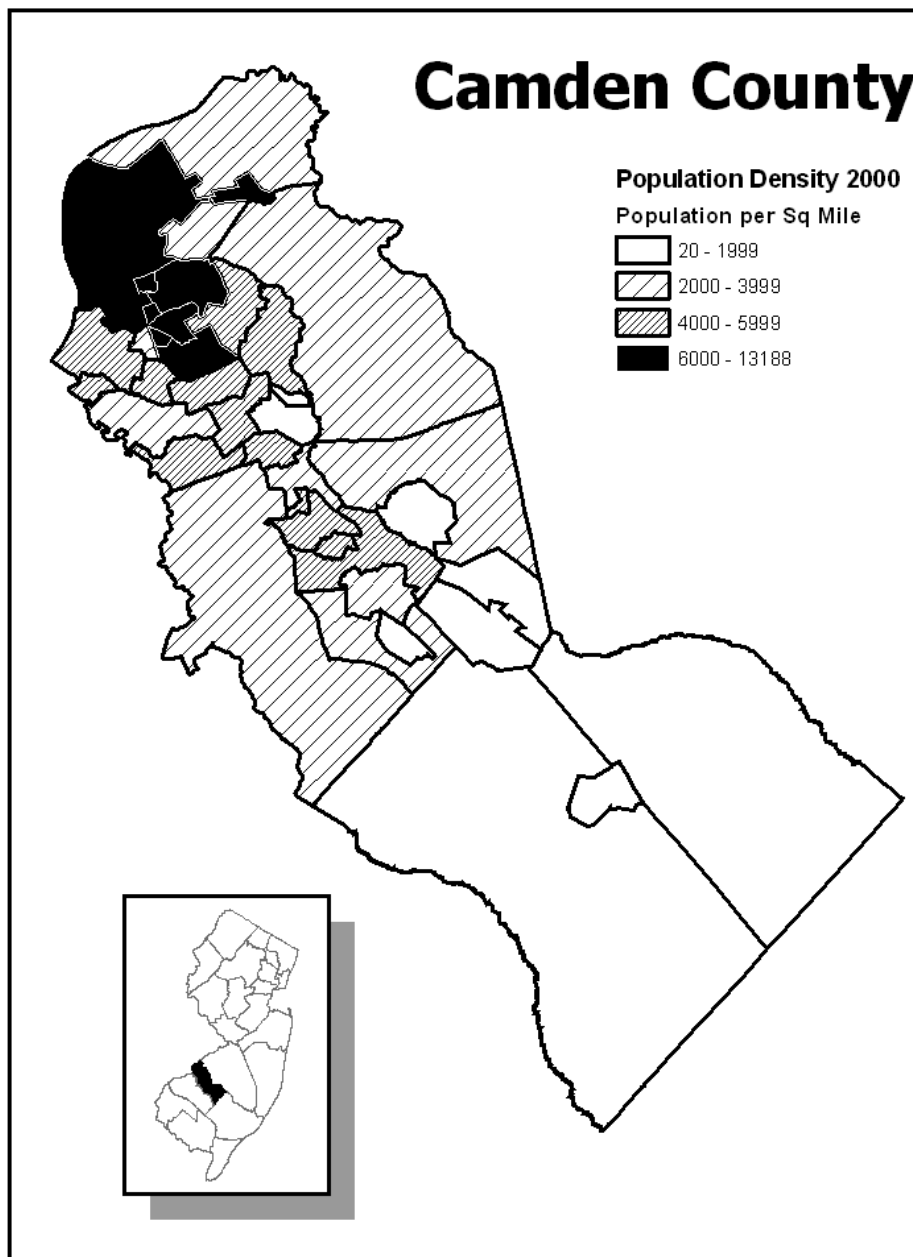 Camden County
Population Density 2000
Population per Sq Mile
20 - 1999
2000 - 3999
4000 - 5999
6000 - 13188